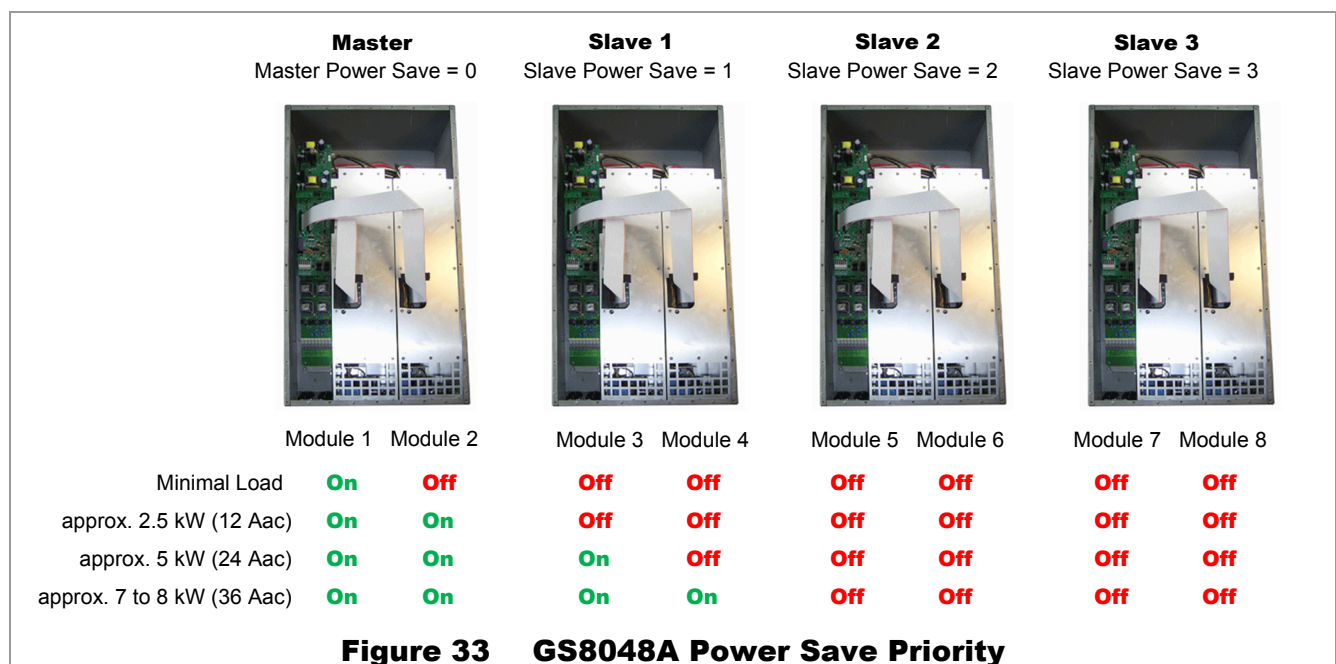 Master Slave 1 Slave 2 Slave 3
Master Power Save = 0 Slave Power Save = 1 Slave Power Save = 2 Slave Power Save = 3
Module 1 Module 2 Module 3 Module 4 Module 5 Module 6 Module 7 Module 8
Minimal Load On Off Off Off Off Off Off Off
approx. 2.5 kW (12 Aac) On On Off Off Off Off Off Off
approx. 5 kW (24 Aac) On On On Off Off Off Off Off
approx. 7 to 8 kW (36 Aac) On On On On Off Off Off Off
Figure 33 GS8048A Power Save Priority